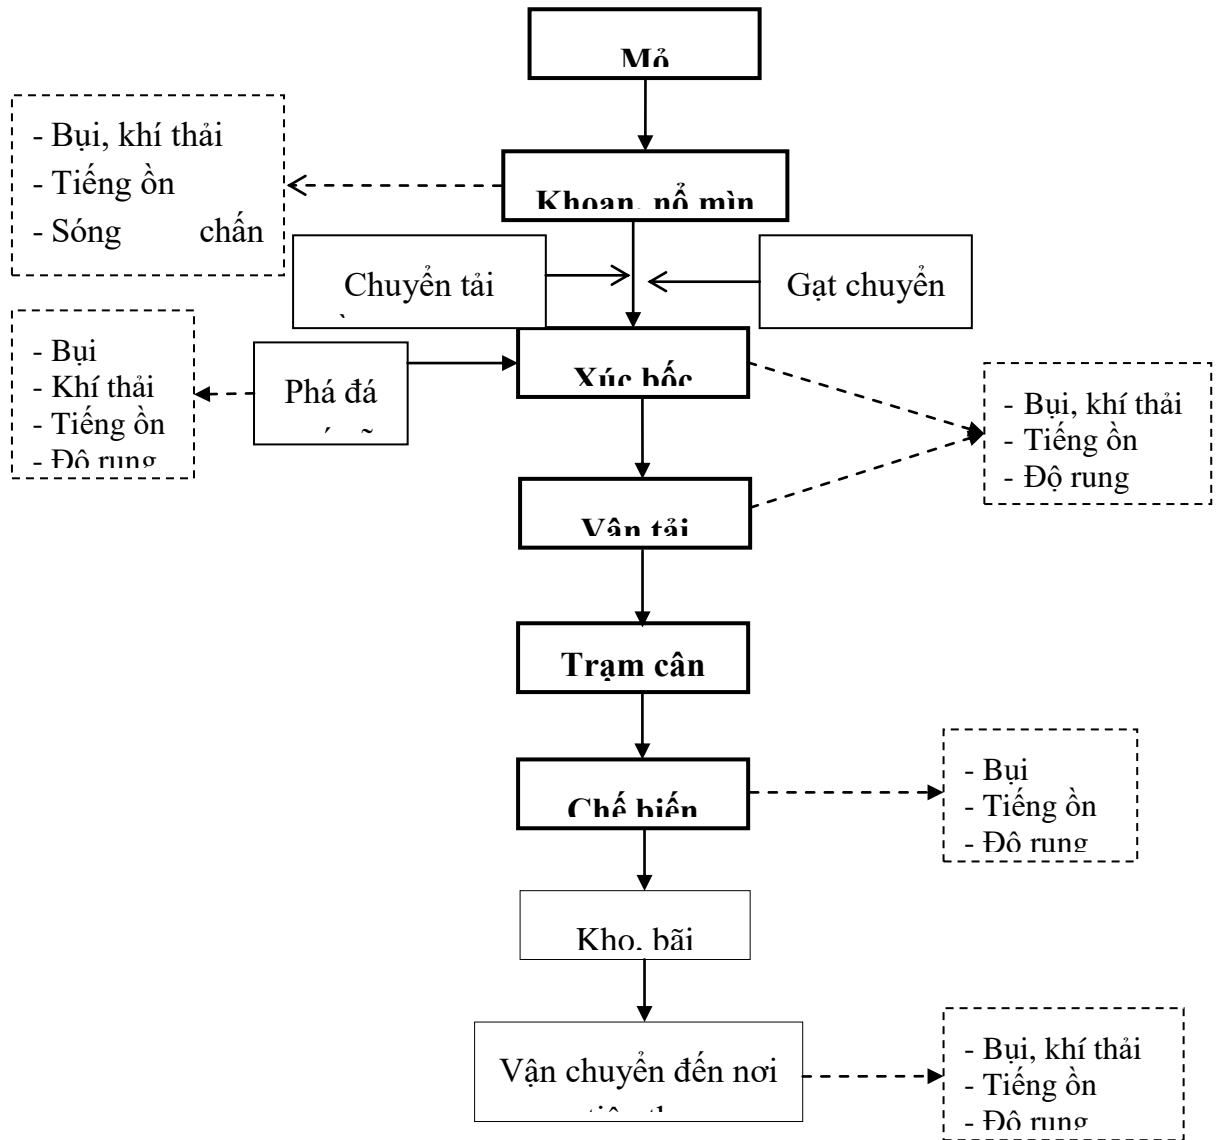 Mỏ
- Bụi, khí thải
- Tiếng ồn
- Sóng chấn
Khoan, nổ mìn
Chuyển tải
Gạt chuyển
- Bụi
- Khí thải
- Tiếng ồn
- Độ rung
Phá đá
Xúc bốc
- Bụi, khí thải
- Tiếng ồn
- Độ rung
Vận tải
Trạm cân
Chế biến
- Bụi
- Tiếng ồn
- Độ rung
Kho, bãi
Vận chuyển đến nơi
- Bụi, khí thải
- Tiếng ồn
- Độ rung